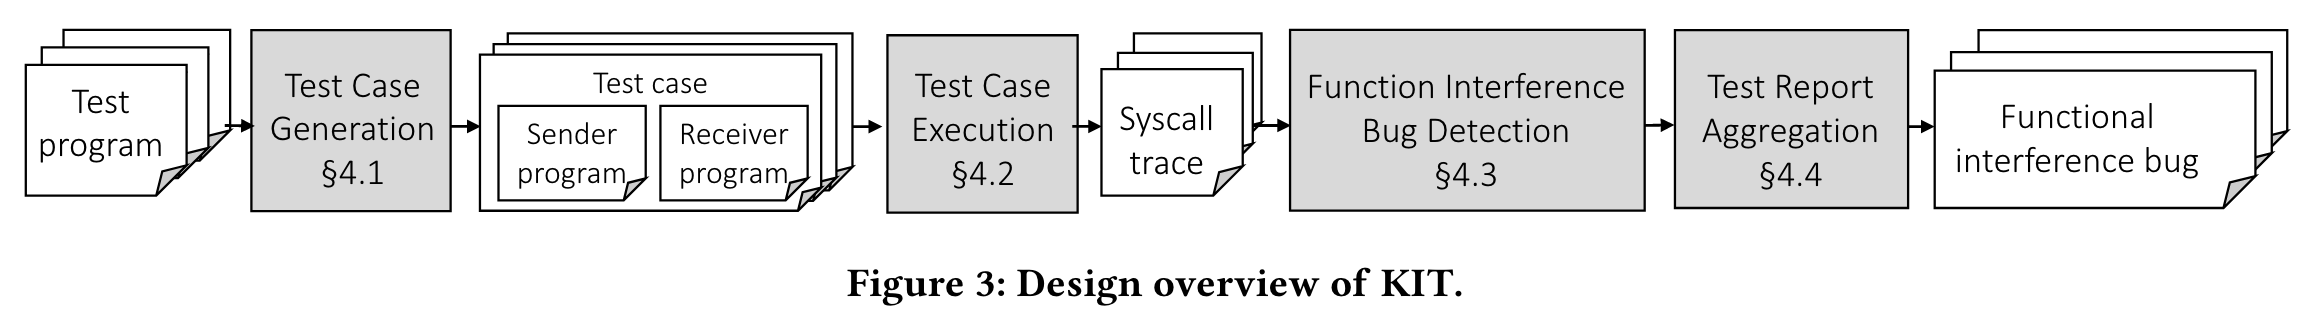 Test
program
Test Case
Generation
§4.1
Test case
Sender
program
Receiver
program
Test Case
Execution
§4.2
Syscall
trace
Function Interference
Bug Detection
§4.3
Test Report
Aggregation
§4.4
Functional
interference bug
Figure 3: Design overview of KIT.